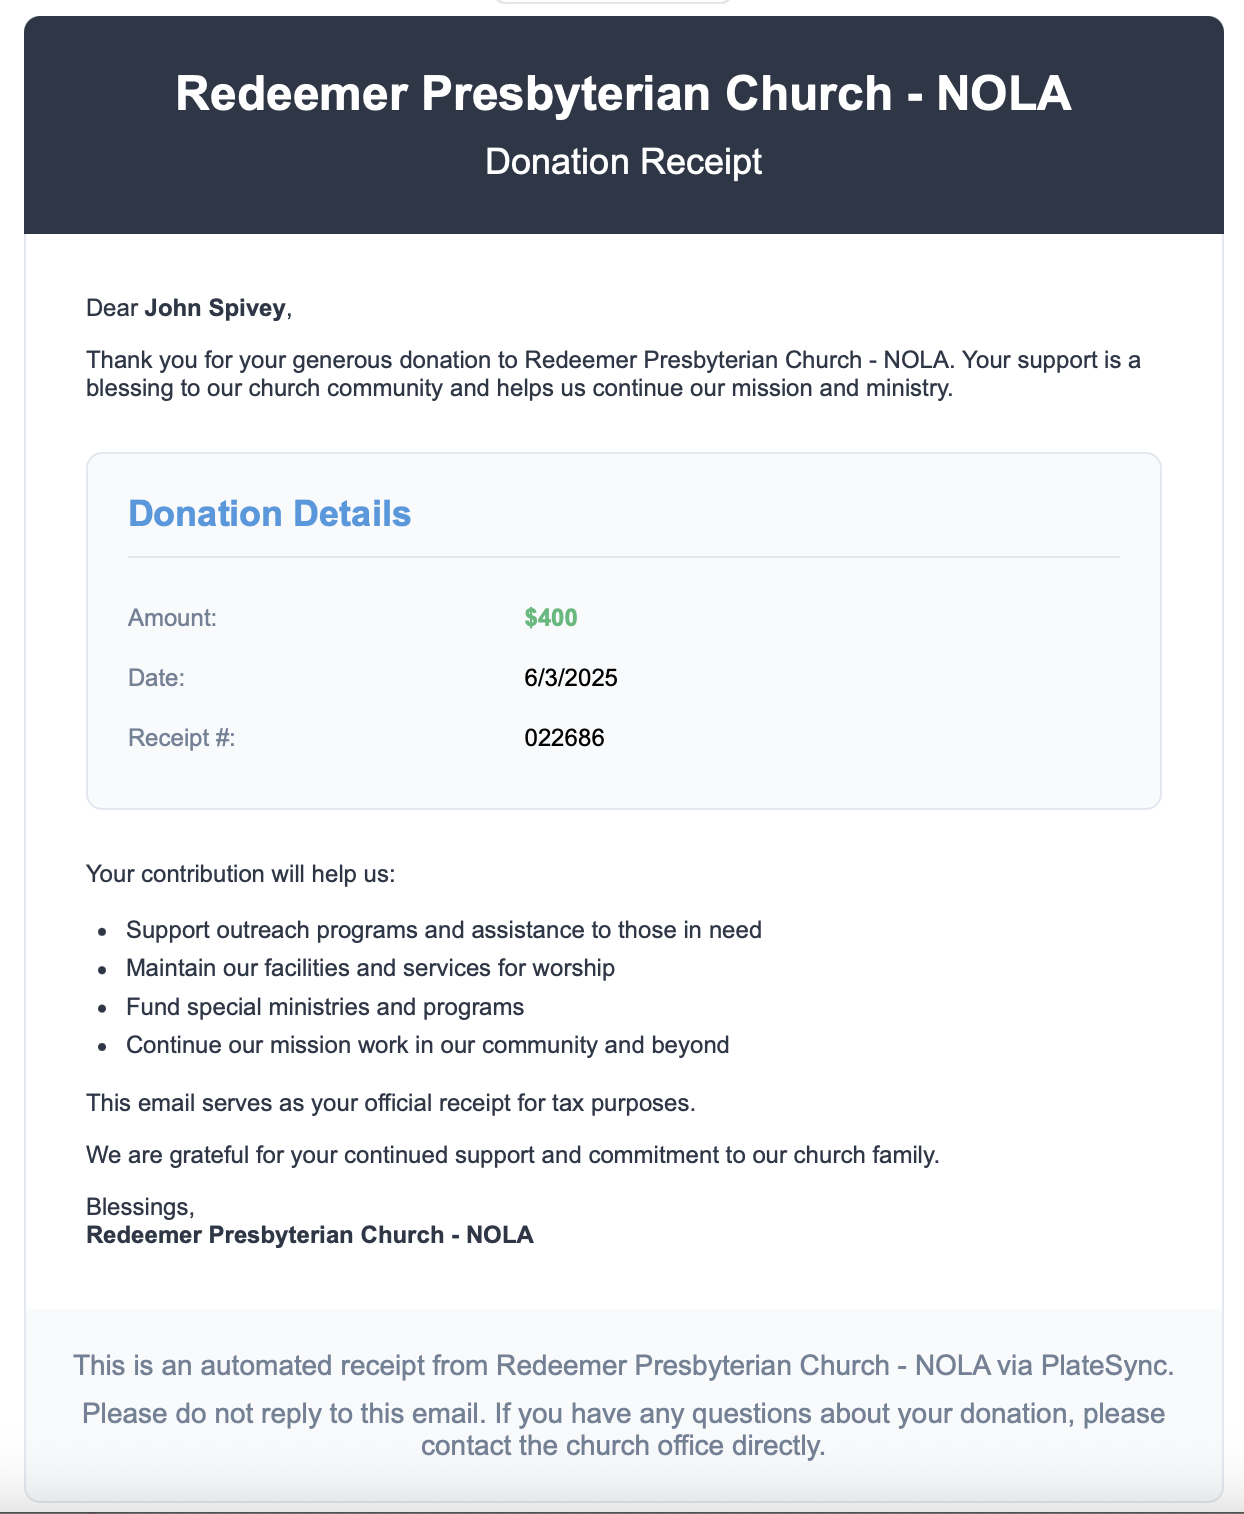 Redeemer Presbyterian Church - NOLA
Donation Receipt
Dear John Spivey,
Thank you for your generous donation to Redeemer Presbyterian Church - NOLA. Your support is a
blessing to our church community and helps us continue our mission and ministry.
Donation Details
Amount: $400
Date: 6/3/2025
Receipt #: 022686
Your contribution will help us:
• Support outreach programs and assistance to those in need
• Maintain our facilities and services for worship
• Fund special ministries and programs
• Continue our mission work in our community and beyond
This email serves as your official receipt for tax purposes.
We are grateful for your continued support and commitment to our church family.
Blessings,
Redeemer Presbyterian Church - NOLA
This is an automated receipt from Redeemer Presbyterian Church - NOLA via PlateSync.
Please do not reply to this email. If you have any questions about your donation, please
contact the church office directly.